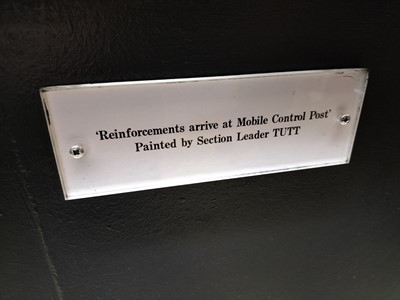 'Reinforcements arrive at Mobile Control Post'
Painted by Section Leader TUTT